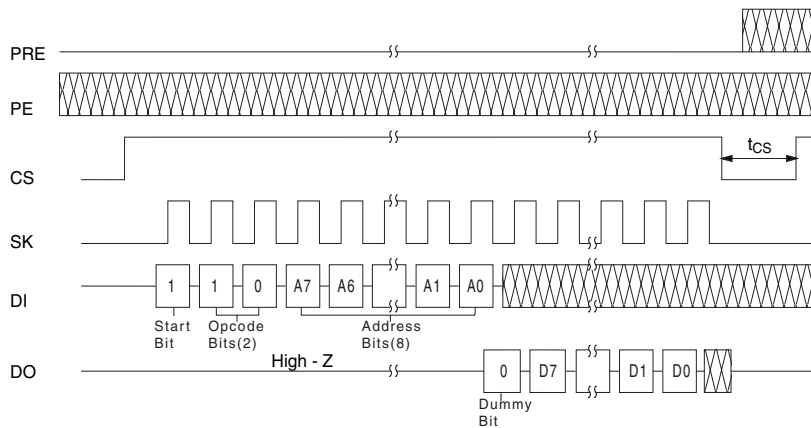 PRE
PE
tCS
CS
SK
DI
1 1 0 A7 A6 A1 A0
Start Bit
Opcode Bits(2)
Address Bits(8)
High - Z
DO
0 D7 D1 D0
Dummy Bit